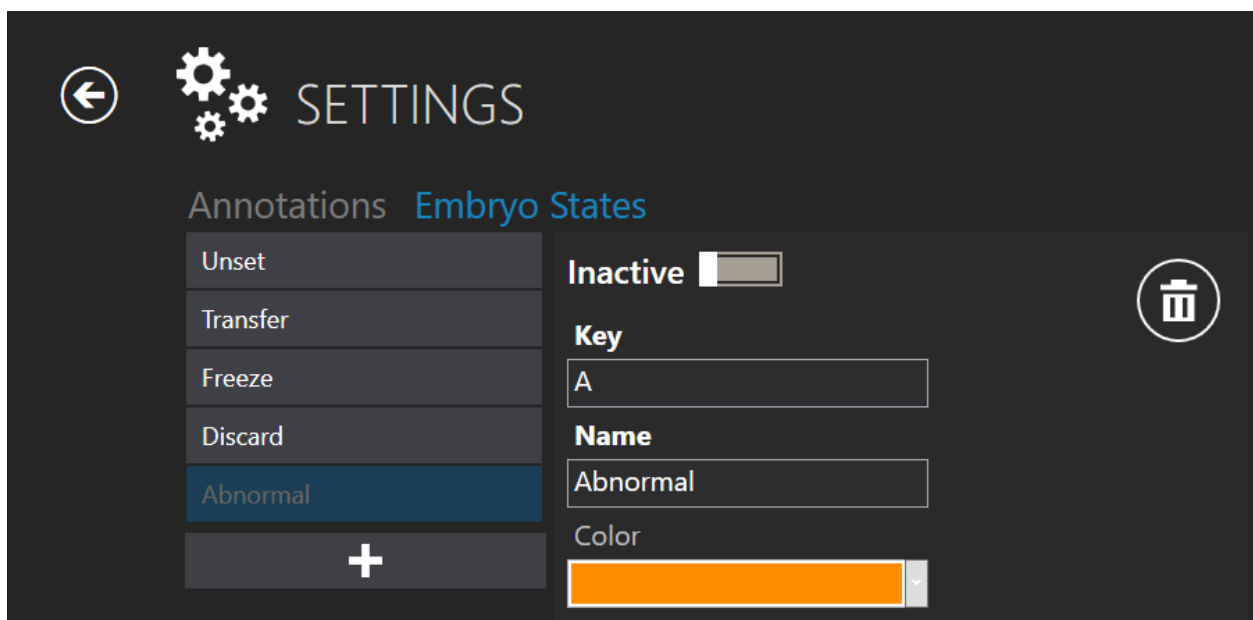 SETTINGS
Annotations Embryo States
Unset
Transfer
Freeze
Discard
Abnormal
Inactive
Key
A
Name
Abnormal
Color